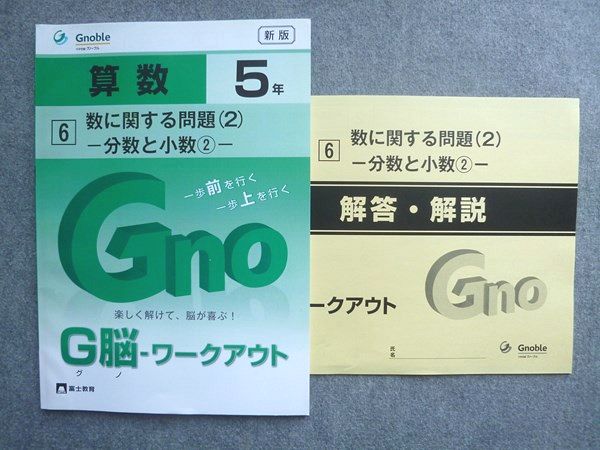 Gnoble
新版
算数 5年
6 数に関する問題(2)
ー分数と小数②ー
一歩前を行く
一歩上を行く
Gno
楽しく解けて、脳が喜ぶ!
G脳-ワークアウト
グノ
富士教育
6 数に関する問題(2)
ー分数と小数②ー
解答・解説
Gno
ークアウト
氏名
Gnoble